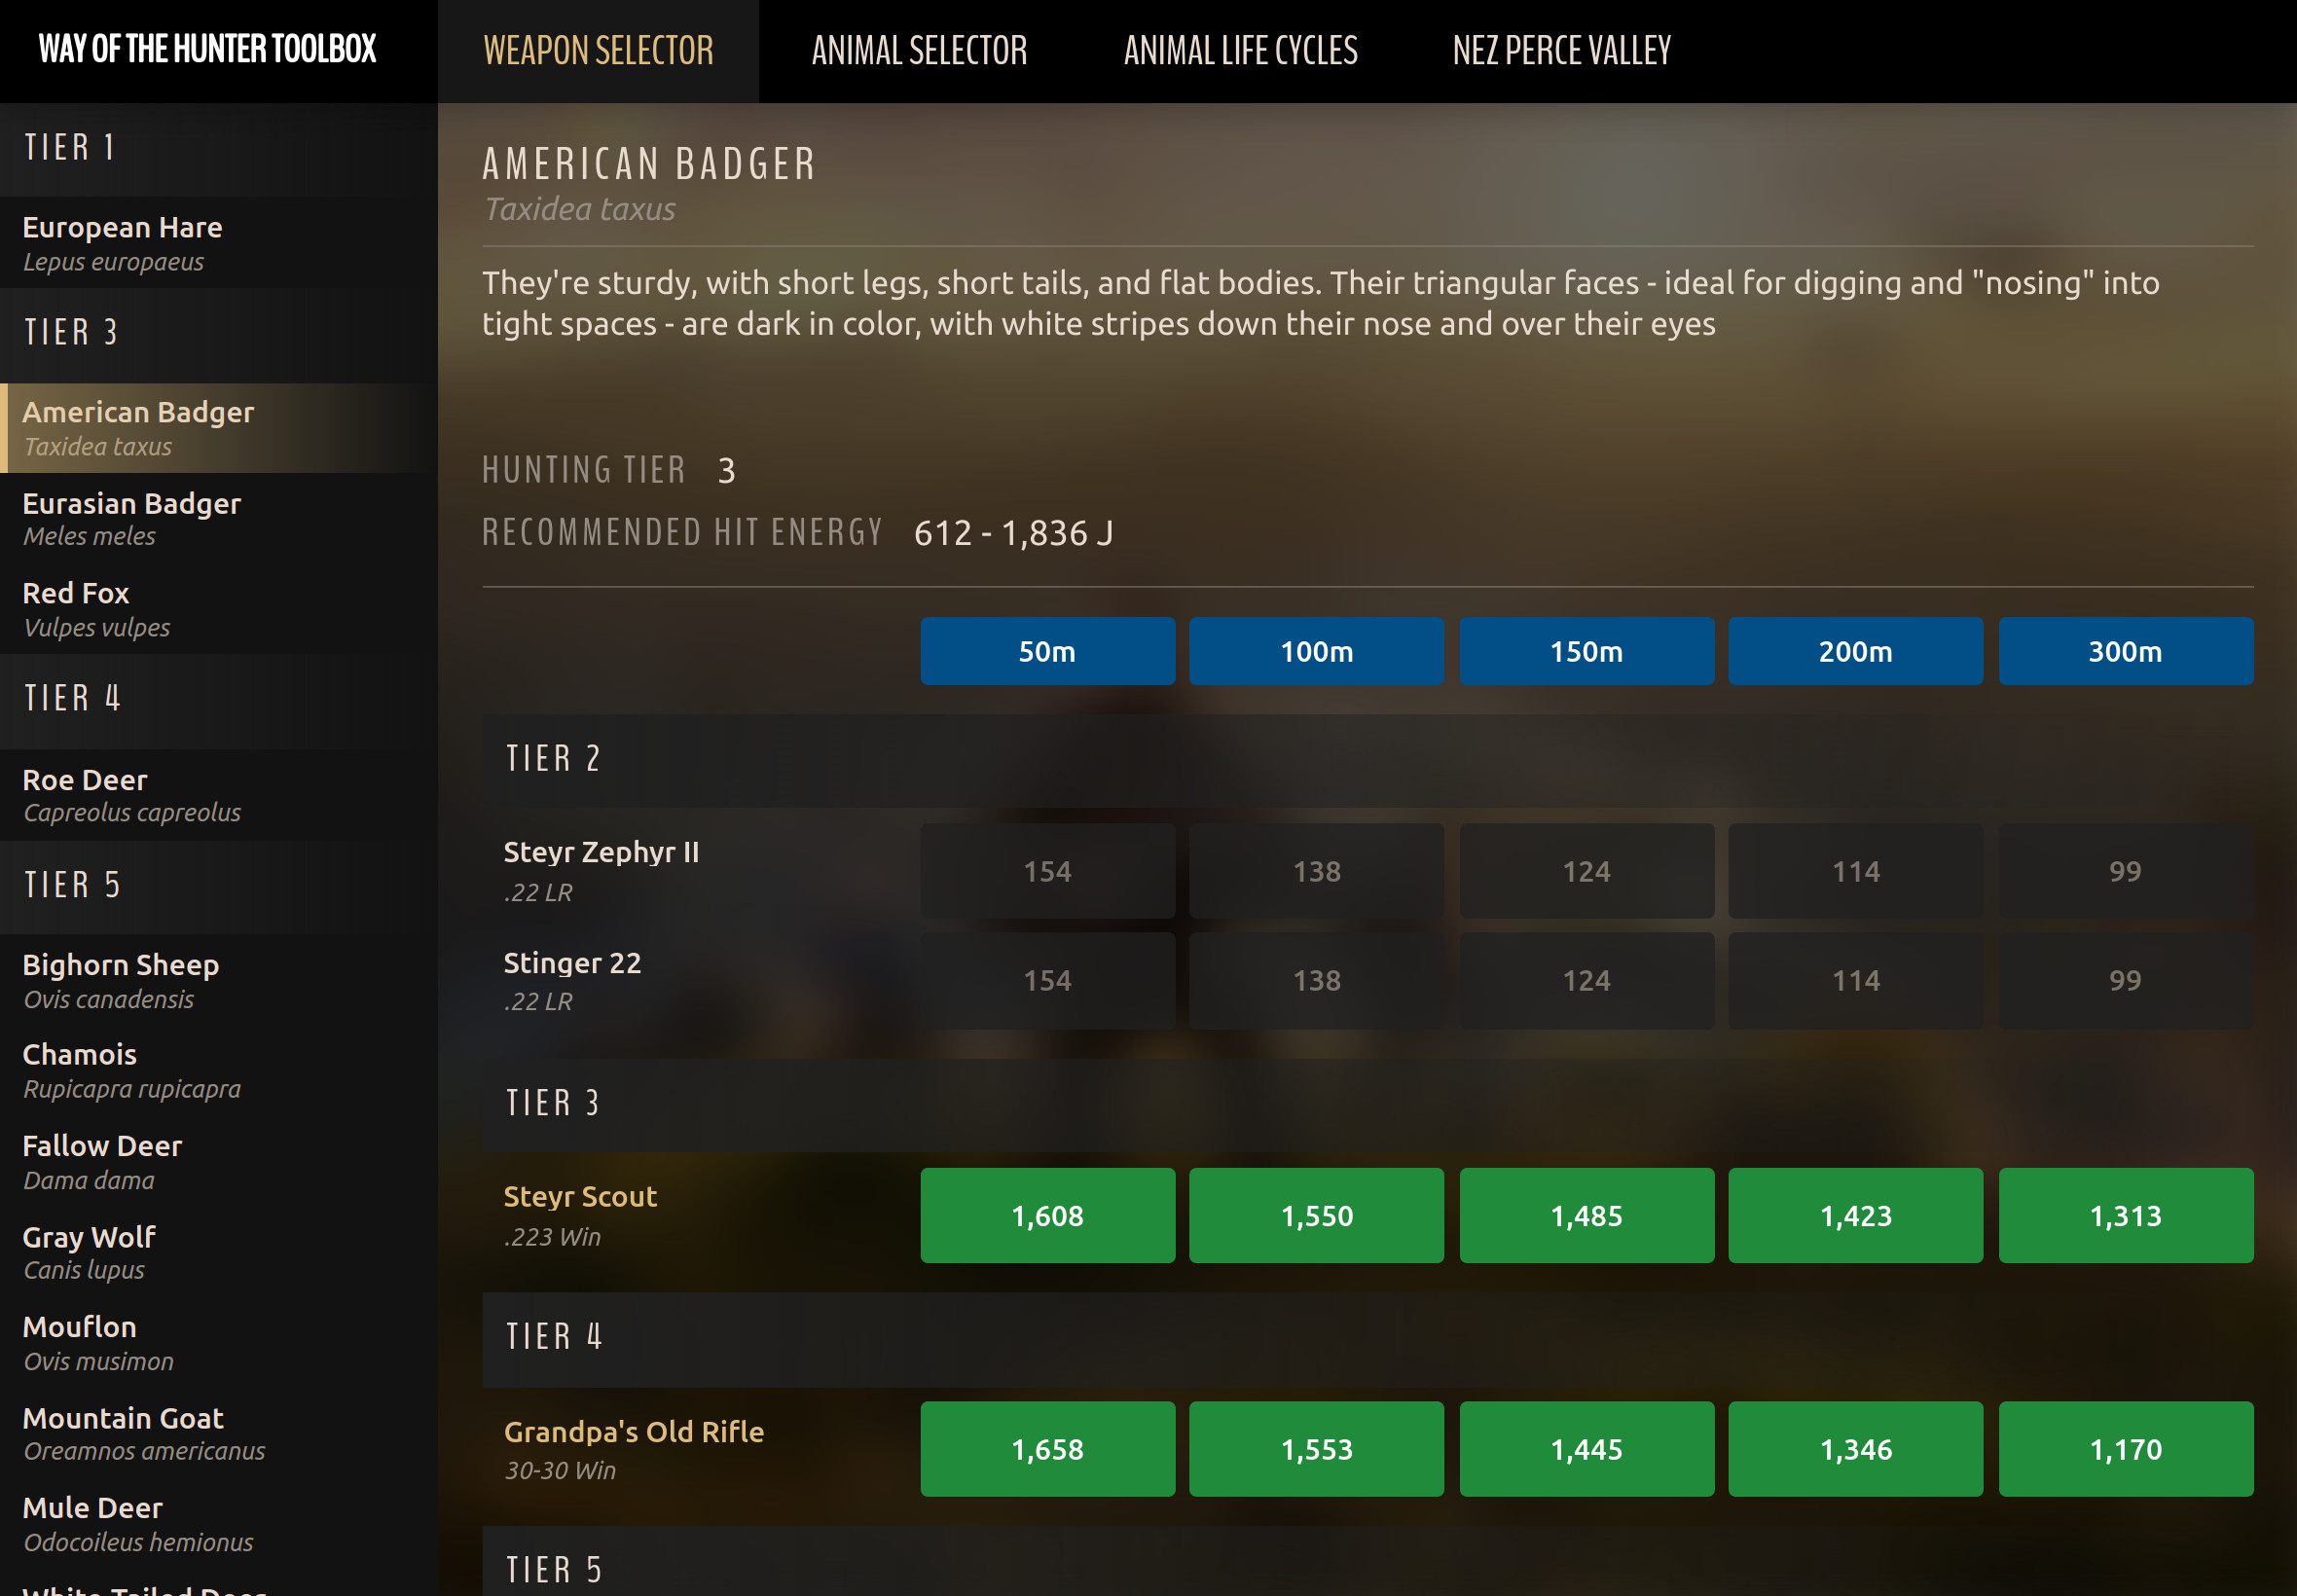 WAY OF THE HUNTER TOOLBOX
WEAPON SELECTOR
ANIMAL SELECTOR
ANIMAL LIFE CYCLES
NEZ PERCE VALLEY
TIER 1
European Hare
Lepus europaeus
TIER 3
American Badger
Taxidea taxus
Eurasian Badger
Meles meles
Red Fox
Vulpes vulpes
TIER 4
Roe Deer
Capreolus capreolus
TIER 5
Bighorn Sheep
Ovis canadensis
Chamois
Rupicapra rupicapra
Fallow Deer
Dama dama
Gray Wolf
Canis lupus
Mouflon
Ovis musimon
Mountain Goat
Oreamnos americanus
Mule Deer
Odocoileus hemionus
White-Tailed Deer
AMERICAN BADGER
Taxidea taxus
They're sturdy, with short legs, short tails, and flat bodies. Their triangular faces - ideal for digging and "nosing" into
tight spaces - are dark in color, with white stripes down their nose and over their eyes
HUNTING TIER 3
RECOMMENDED HIT ENERGY 612 - 1,836 J
50m 100m 150m 200m 300m
TIER 2
Steyr Zephyr II
.22 LR
154 138 124 114 99
Stinger 22
.22 LR
154 138 124 114 99
TIER 3
Steyr Scout
.223 Win
1,608 1,550 1,485 1,423 1,313
TIER 4
Grandpa's Old Rifle
30-30 Win
1,658 1,553 1,445 1,346 1,170
TIER 5